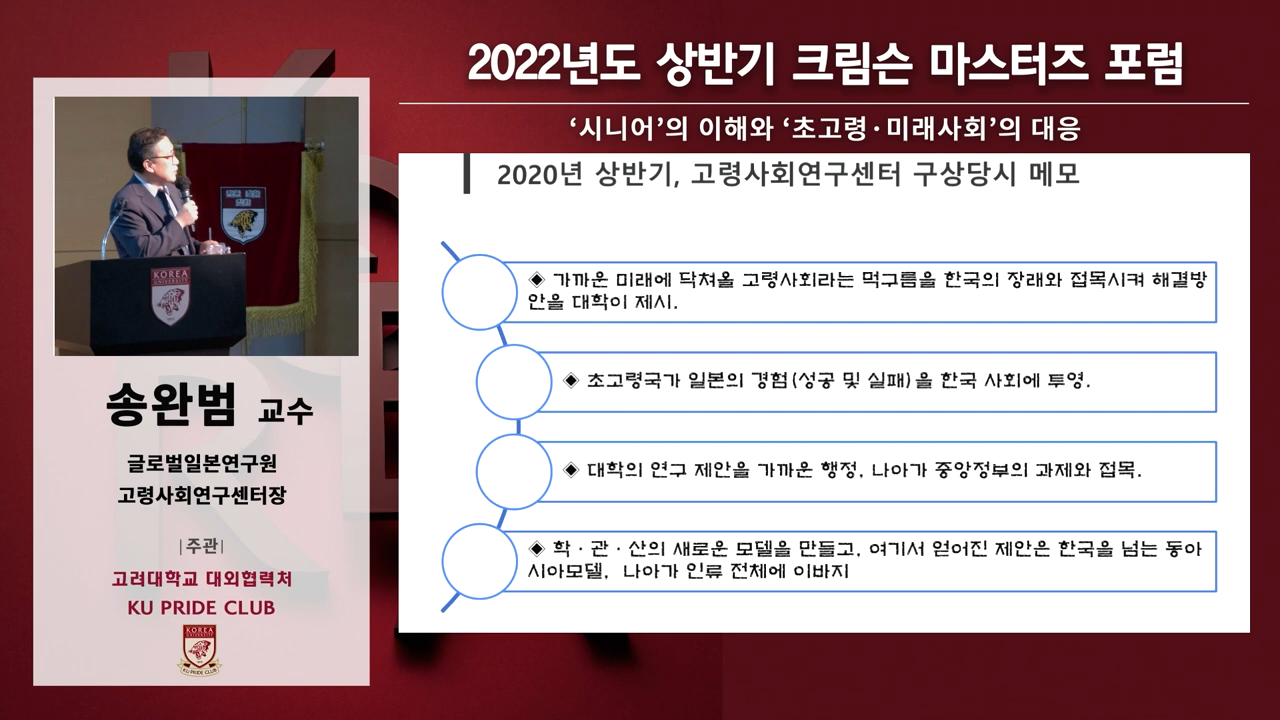 2022년도 상반기 크림슨 마스터즈 포럼
‘시니어’의 이해와 ‘초고령·미래사회’의 대응
2020년 상반기, 고령사회연구센터 구상당시 메모
◈ 가까운 미래에 닥쳐올 고령사회라는 먹구름을 한국의 장래와 접목시켜 해결방
안을 대학이 제시.
◈ 초고령국가 일본의 경험(성공 및 실패)을 한국 사회에 투영.
◈ 대학의 연구 제안을 가까운 행정, 나아가 중앙정부의 과제와 접목.
◈ 학·관·산의 새로운 모델을 만들고, 여기서 얻어진 제안은 한국을 넘는 동아
시아모델, 나아가 인류 전체에 이바지
KOREA
UNIVERSITY
송완범 교수
글로벌일본연구원
고령사회연구센터장
|주관|
고려대학교 대외협력처
KU PRIDE CLUB
KOREA
UNIVERSITY
KU PRIDE CLUB